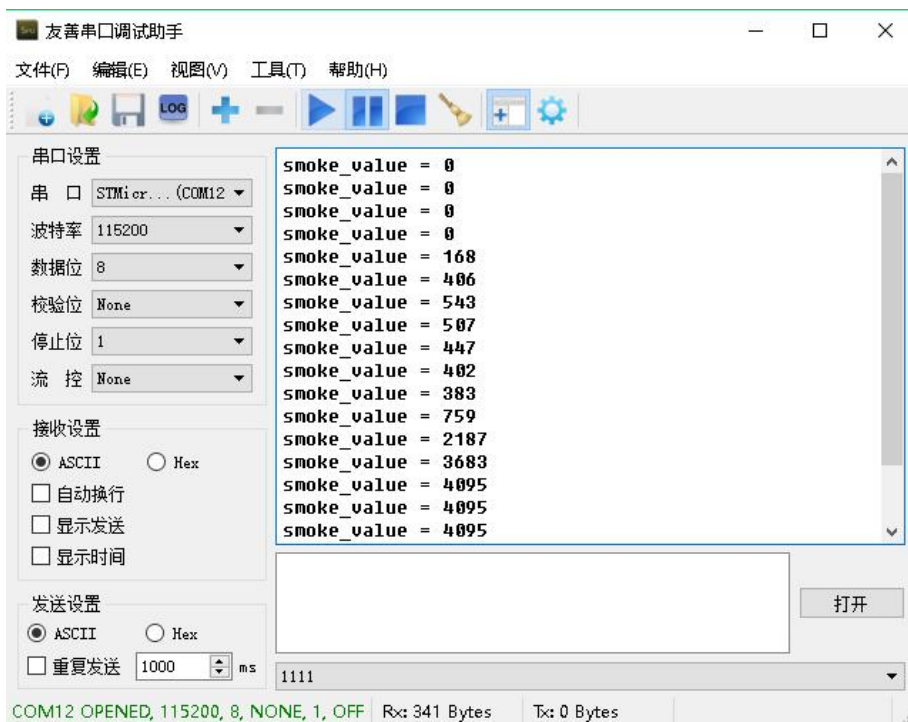 友善串口调试助手
文件(F) 编辑(E) 视图(V) 工具(T) 帮助(H)
LOG
串口设置
串 口 STMicr...(COM12
波特率 115200
数据位 8
校验位 None
停止位 1
流 控 None
接收设置
ASCII Hex
自动换行
显示发送
显示时间
发送设置
ASCII Hex
重复发送 1000 ms
smoke_value = 0
smoke_value = 0
smoke_value = 0
smoke_value = 0
smoke_value = 168
smoke_value = 406
smoke_value = 543
smoke_value = 507
smoke_value = 447
smoke_value = 402
smoke_value = 383
smoke_value = 759
smoke_value = 2187
smoke_value = 3683
smoke_value = 4095
smoke_value = 4095
smoke_value = 4095
打开
1111
COM12 OPENED, 115200, 8, NONE, 1, OFF Rx: 341 Bytes Tx: 0 Bytes